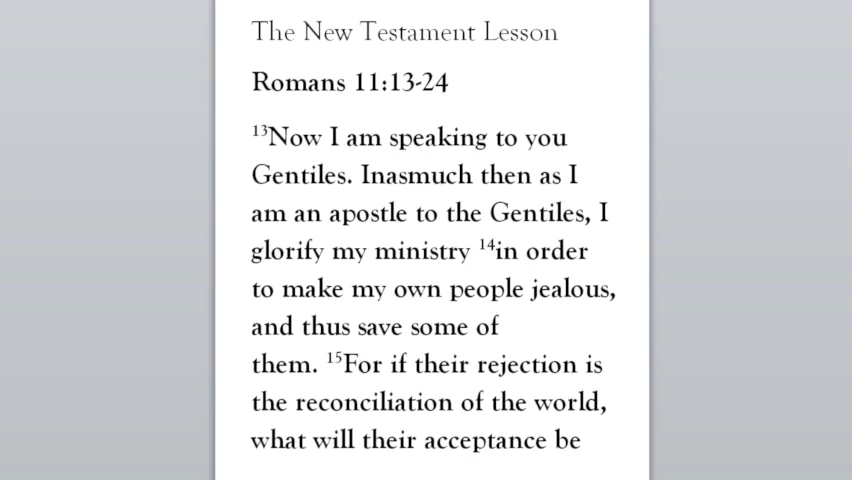 The New Testament Lesson
Romans 11:13-24
¹³Now I am speaking to you
Gentiles. Inasmuch then as I
am an apostle to the Gentiles, I
glorify my ministry ¹⁴in order
to make my own people jealous,
and thus save some of
them. ¹⁵For if their rejection is
the reconciliation of the world,
what will their acceptance be